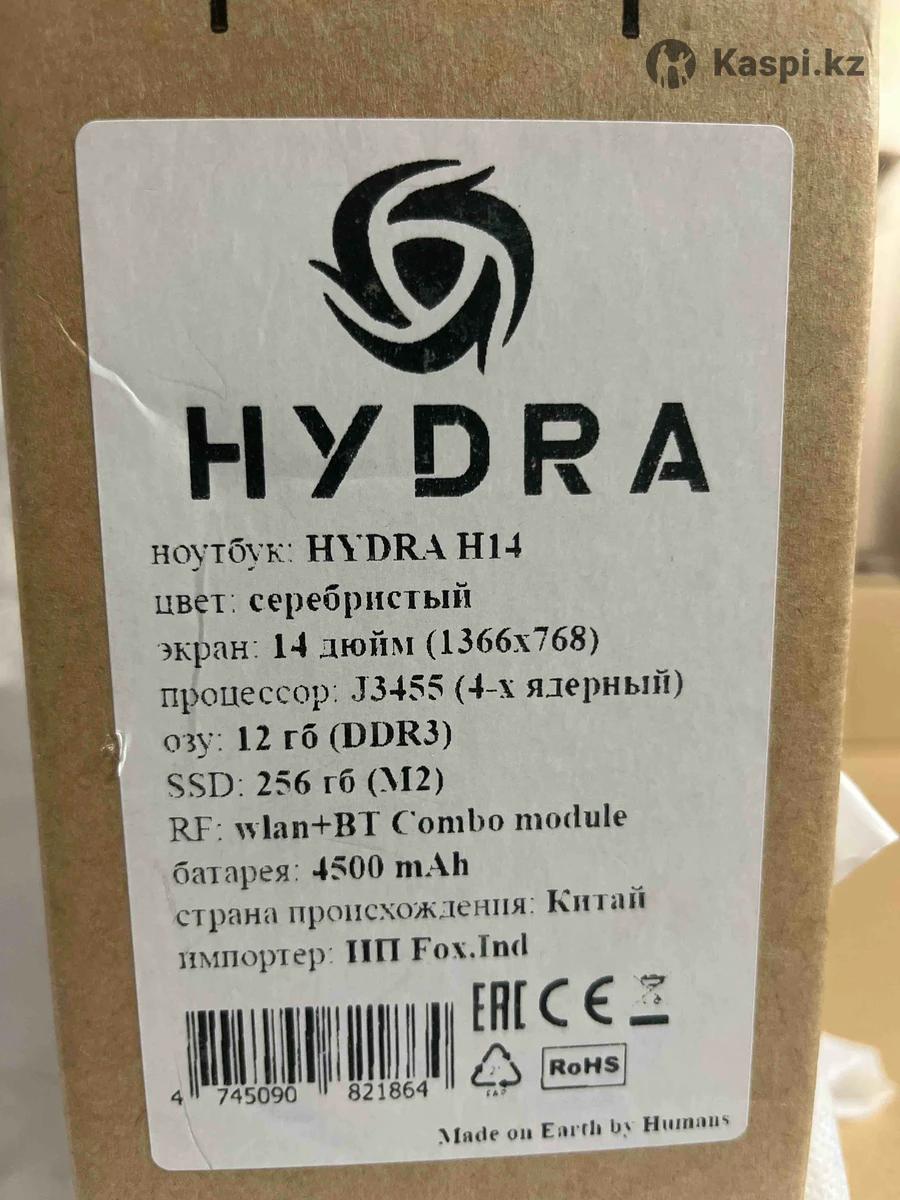 Kaspi.kz
HYDRA
ноутбук: HYDRA H14
цвет: серебристый
экран: 14 дюйм (1366x768)
процессор: J3455 (4-х ядерный)
озу: 12 гб (DDR3)
SSD: 256 гб (M2)
RF: wlan+BT Combo module
батарея: 4500 mAh
страна происхождения: Китай
импортер: ИП Fox.Ind
EAC CE
RoHS
4 745090 821864
Made on Earth by Humans